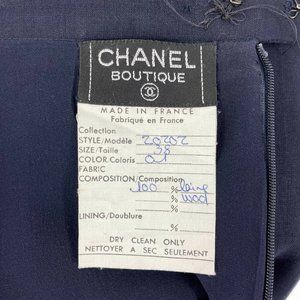 CHANEL
BOUTIQUE
MADE IN FRANCE
Fabriqué en France
Collection
STYLE/Modèle 20202
SIZE/Taille 38
COLOR Coloris 01
FABRIC
COMPOSITION/Composition
100 % laine
% wool
%
LINING/Doublure
%
DRY CLEAN ONLY
NETTOYER A SEC SEULEMENT